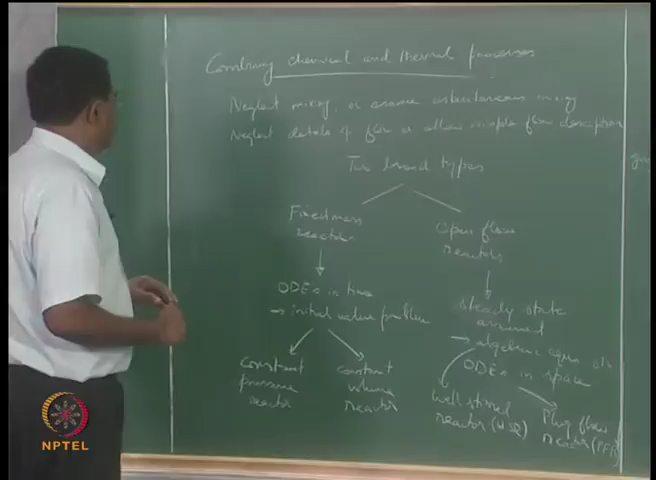 Combining chemical and thermal processes
Neglect mixing, or assume instantaneous mixing
Neglect details of flow or allow simple flow description
Two broad types
Fixed mass
reactors
Open flow
reactors
ODEs in time
→ initial value problem
Steady state
assumed
→ algebraic eqns or
ODEs in space
Constant
pressure
reactor
constant
volume
reactor
Well stirred
reactor (WSR)
Plug flow
reactor (PFR)
NPTEL